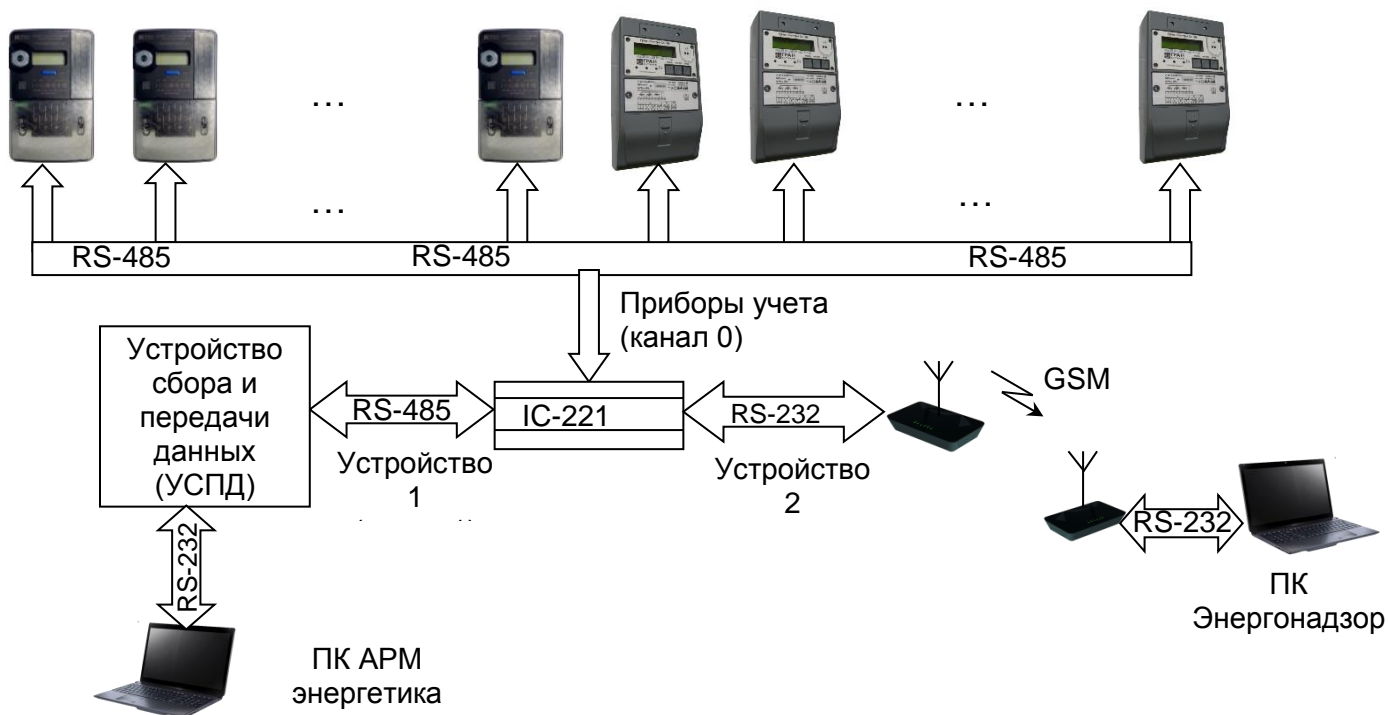 ...
...
...
...
RS-485
RS-485
RS-485
Приборы учета
(канал 0)
Устройство
сбора и
передачи
данных
(УСПД)
RS-485
IC-221
RS-232
GSM
Устройство
1
Устройство
2
RS-232
RS-232
ПК
Энергонадзор
ПК АРМ
энергетика